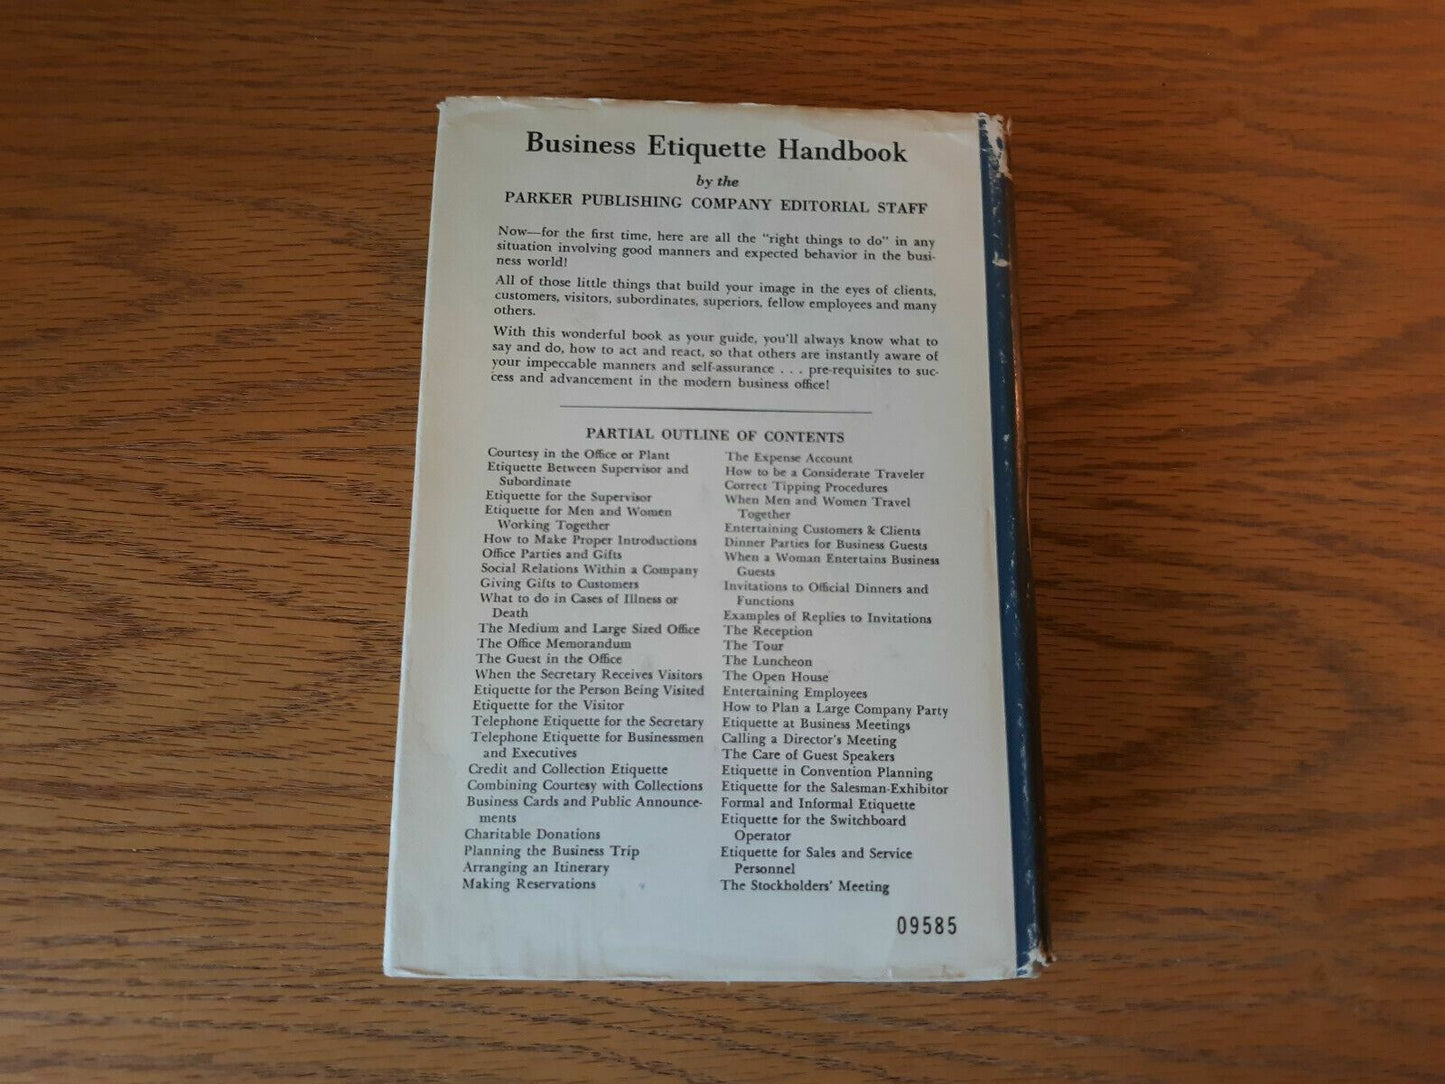 Business Etiquette Handbook
by the
PARKER PUBLISHING COMPANY EDITORIAL STAFF
Now—for the first time, here are all the "right things to do" in any
situation involving good manners and expected behavior in the busi-
ness world!
All of those little things that build your image in the eyes of clients,
customers, visitors, subordinates, superiors, fellow employees and many
others.
With this wonderful book as your guide, you'll always know what to
say and do, how to act and react, so that others are instantly aware of
your impeccable manners and self-assurance . . . pre-requisites to suc-
cess and advancement in the modern business office!
PARTIAL OUTLINE OF CONTENTS
Courtesy in the Office or Plant
Etiquette Between Supervisor and
Subordinate
Etiquette for the Supervisor
Etiquette for Men and Women
Working Together
How to Make Proper Introductions
Office Parties and Gifts
Social Relations Within a Company
Giving Gifts to Customers
What to do in Cases of Illness or
Death
The Medium and Large Sized Office
The Office Memorandum
The Guest in the Office
When the Secretary Receives Visitors
Etiquette for the Person Being Visited
Etiquette for the Visitor
Telephone Etiquette for the Secretary
Telephone Etiquette for Businessmen
and Executives
Credit and Collection Etiquette
Combining Courtesy with Collections
Business Cards and Public Announce-
ments
Charitable Donations
Planning the Business Trip
Arranging an Itinerary
Making Reservations
The Expense Account
How to be a Considerate Traveler
Correct Tipping Procedures
When Men and Women Travel
Together
Entertaining Customers & Clients
Dinner Parties for Business Guests
When a Woman Entertains Business
Guests
Invitations to Official Dinners and
Functions
Examples of Replies to Invitations
The Reception
The Tour
The Luncheon
The Open House
Entertaining Employees
How to Plan a Large Company Party
Etiquette at Business Meetings
Calling a Director's Meeting
The Care of Guest Speakers
Etiquette in Convention Planning
Etiquette for the Salesman-Exhibitor
Formal and Informal Etiquette
Etiquette for the Switchboard
Operator
Etiquette for Sales and Service
Personnel
The Stockholders' Meeting
09585